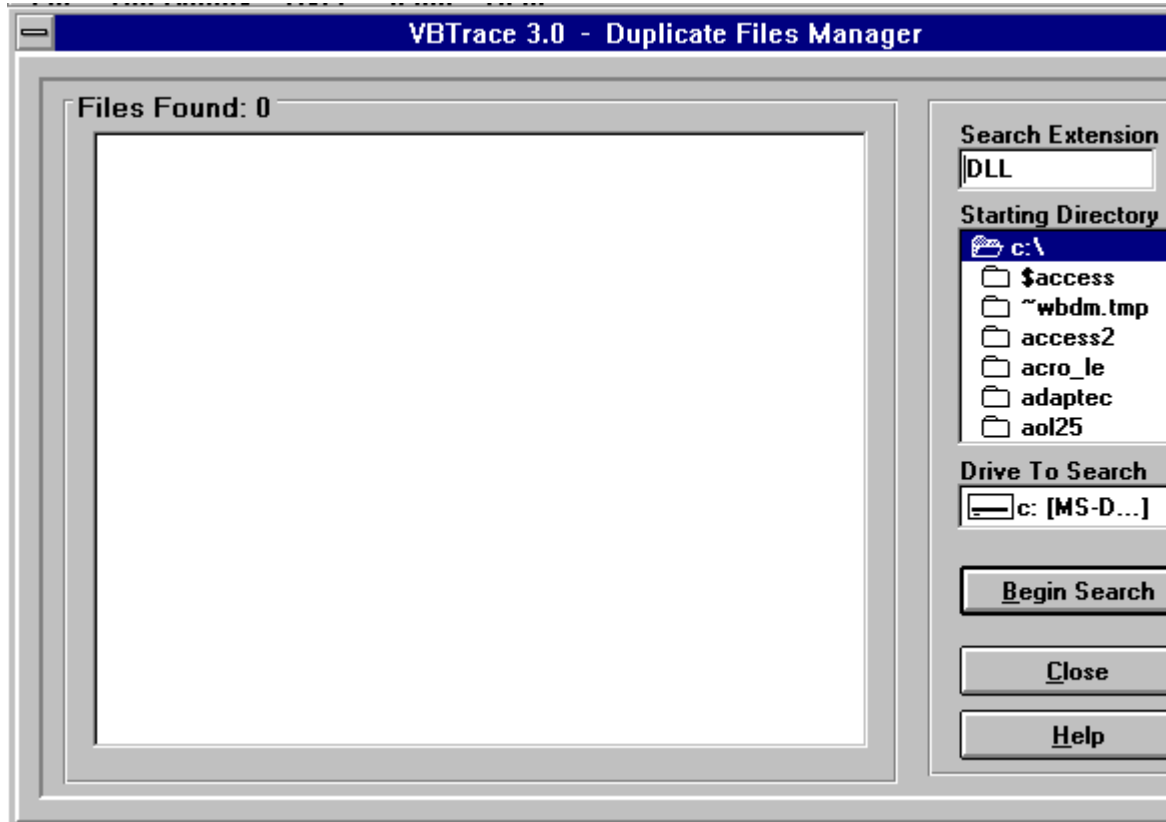 VBTrace 3.0 - Duplicate Files Manager
Files Found: 0
Search Extension
DLL
Starting Directory
c:\
$access
~wbdm.tmp
access2
acro_le
adaptec
aol25
Drive To Search
c: [MS-D...]
Begin Search
Close
Help